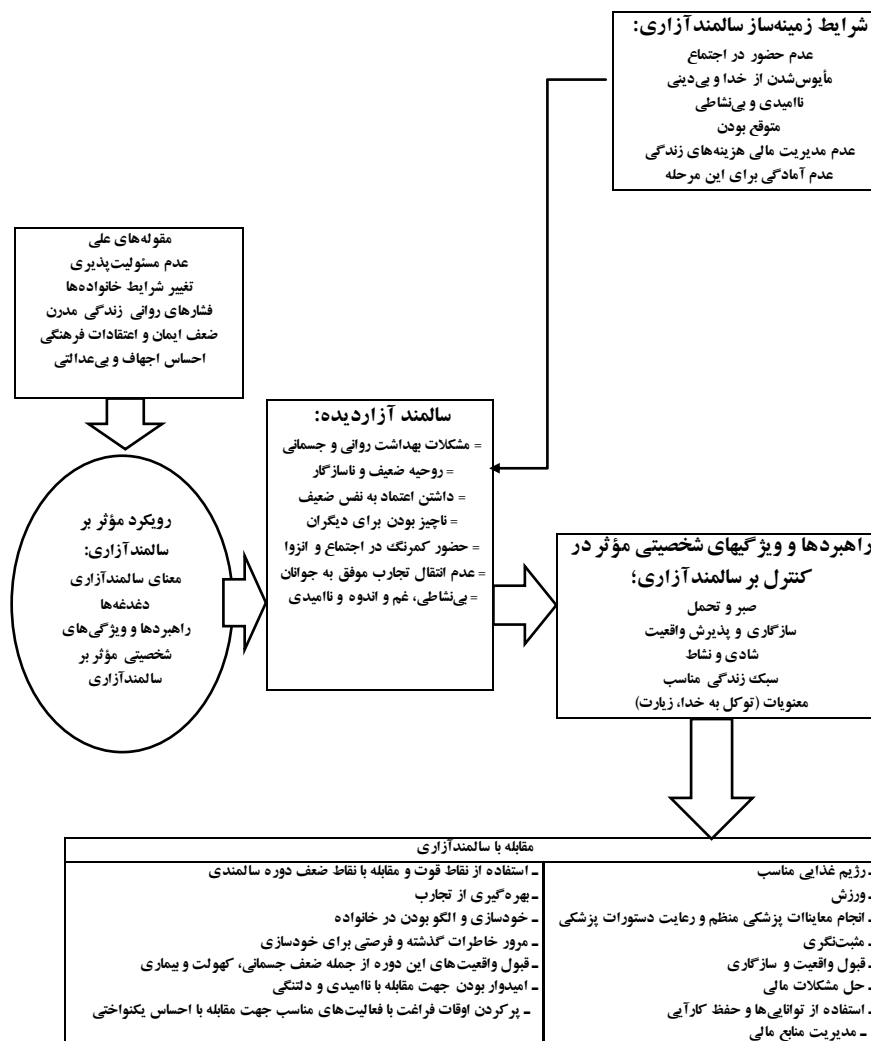 شرایط زمینه‌ساز سالمندآزاری:
عدم حضور در اجتماع
مأیوس‌شدن از خدا و بی‌دینی
ناامیدی و بی‌نشاطی
متوقع بودن
عدم مدیریت مالی هزینه‌های زندگی
عدم آمادگی برای این مرحله
مقوله‌های علی
عدم مسئولیت‌پذیری
تغییر شرایط خانواده‌ها
فشارهای روانی زندگی مدرن
ضعف ایمان و اعتقادات فرهنگی
احساس اجهاف و بی‌عدالتی
رویکرد مؤثر بر
سالمندآزاری:
معنای سالمندآزاری
دغدغه‌ها
راهبردها و ویژگی‌های
شخصیتی مؤثر بر
سالمندآزاری
سالمند آزاردیده:
= مشکلات بهداشت روانی و جسمانی
= روحیه ضعیف و ناسازگار
= داشتن اعتماد به نفس ضعیف
= ناچیز بودن برای دیگران
= حضور کمرنگ در اجتماع و انزوا
= عدم انتقال تجارب موفق به جوانان
= بی‌نشاطی، غم و اندوه و ناامیدی
راهبردها و ویژگیهای شخصیتی مؤثر در
کنترل بر سالمندآزاری؛
صبر و تحمل
سازگاری و پذیرش واقعیت
شادی و نشاط
سبک زندگی مناسب
معنویات (توکل به خدا، زیارت)
مقابله با سالمندآزاری
ـ رژیم غذایی مناسب
ـ ورزش
ـ انجام معایناات پزشکی منظم و رعایت دستورات پزشکی
ـ مثبت‌نگری
ـ قبول واقعیت و سازگاری
ـ حل مشکلات مالی
ـ استفاده از توانایی‌ها و حفظ کارآیی
ـ مدیریت منابع مالی
ـ استفاده از نقاط قوت و مقابله با نقاط ضعف دوره سالمندی
ـ بهره‌گیری از تجارب
ـ خودسازی و الگو بودن در خانواده
ـ مرور خاطرات گذشته و فرصتی برای خودسازی
ـ قبول واقعیت‌های این دوره از جمله ضعف جسمانی، کهولت و بیماری
ـ امیدوار بودن جهت مقابله با ناامیدی و دلتنگی
ـ پرکردن اوقات فراغت با فعالیت‌های مناسب جهت مقابله با احساس یکنواختی